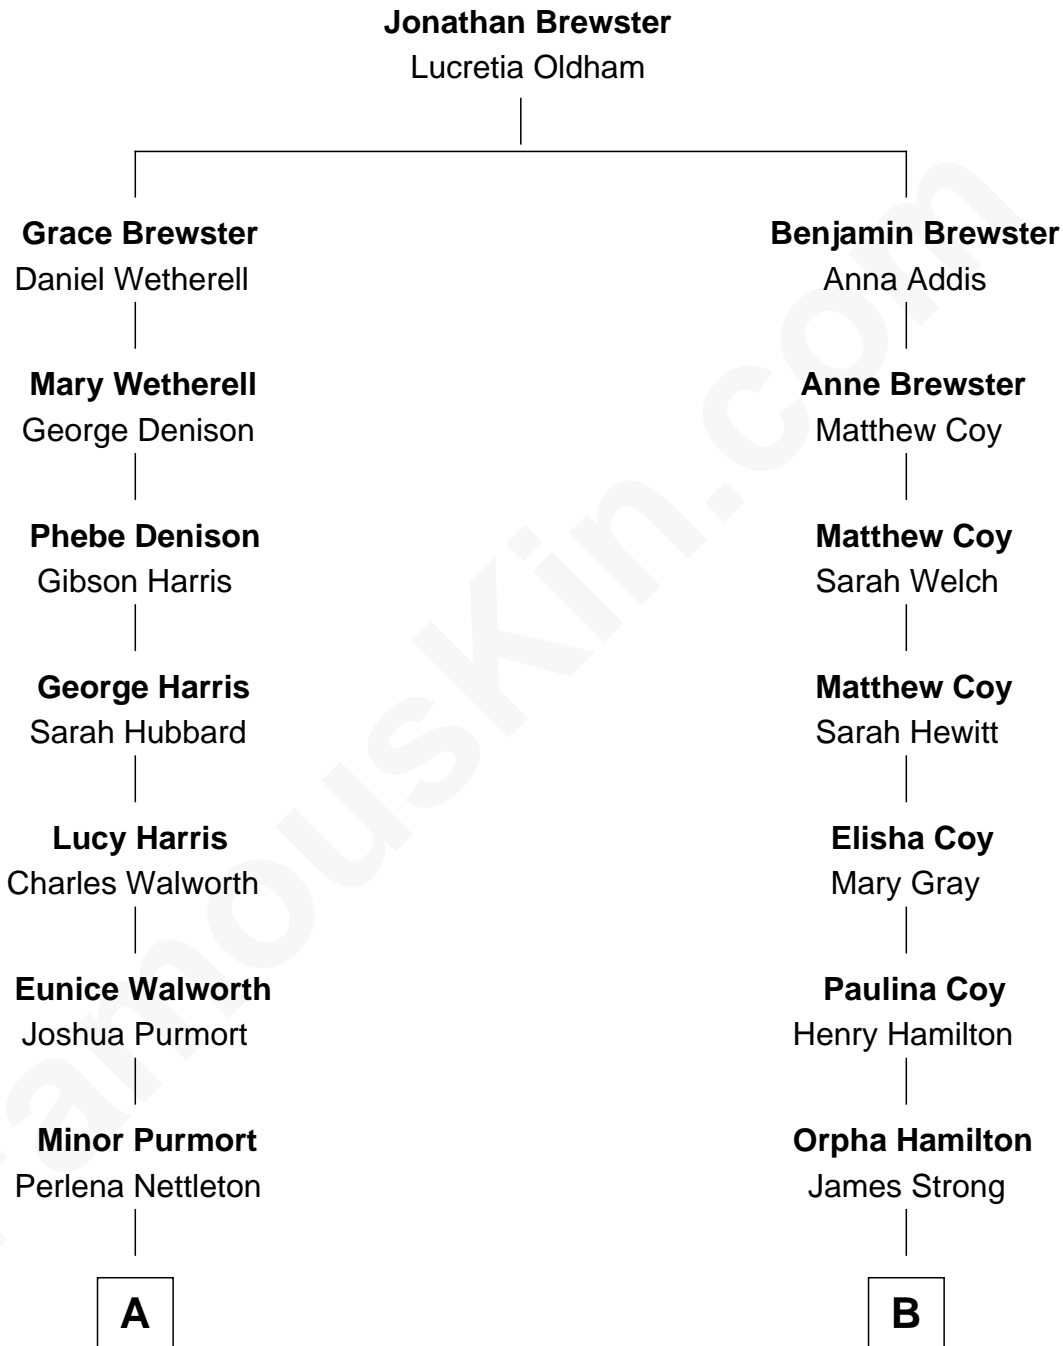 Jonathan Brewster
Lucretia Oldham
Grace Brewster
Daniel Wetherell
Benjamin Brewster
Anna Addis
Mary Wetherell
George Denison
Anne Brewster
Matthew Coy
Phebe Denison
Gibson Harris
Matthew Coy
Sarah Welch
George Harris
Sarah Hubbard
Matthew Coy
Sarah Hewitt
Lucy Harris
Charles Walworth
Elisha Coy
Mary Gray
Eunice Walworth
Joshua Purmort
Paulina Coy
Henry Hamilton
Minor Purmort
Perlena Nettleton
Orpha Hamilton
James Strong
A
B
FamousKin.com